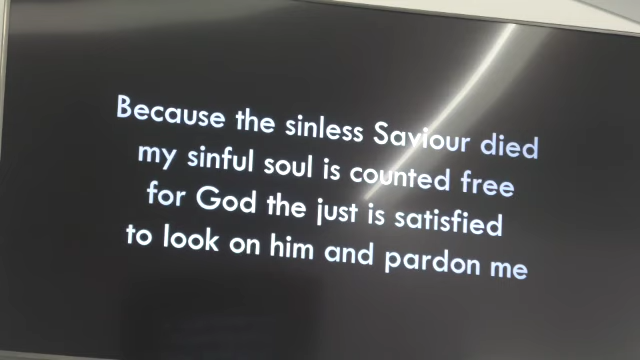 Because the sinless Saviour died
my sinful soul is counted free
for God the just is satisfied
to look on him and pardon me